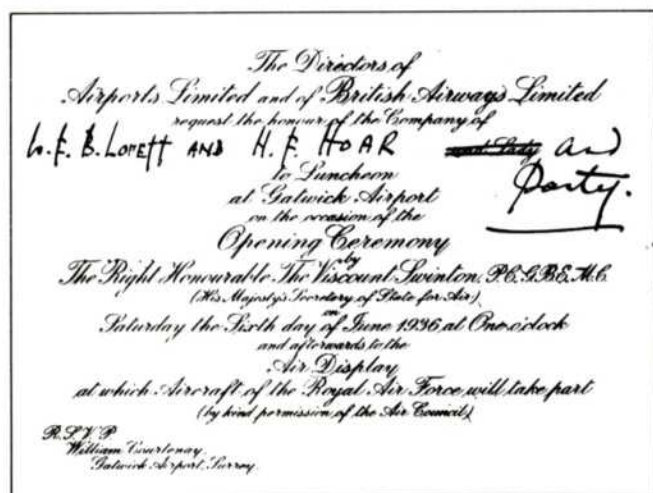 The Directors of
Airports Limited and of British Airways Limited
request the honour of the Company of
AND H. F. HOAR and
to Luncheon Party.
at Gatwick Airport
on the occasion of the
Opening Ceremony
by
The Right Honourable The Viscount Swinton, P.C. G.B.E. M.C.
(His Majesty's Secretary of State for Air)
on
Saturday the Sixth day of June 1936, at One o'clock
and afterwards to the
Air Display
at which Aircraft of the Royal Air Force will take part
(by kind permission of the Air Council)
R.S.V.P.
William Courtenay,
Gatwick Airport, Surrey.